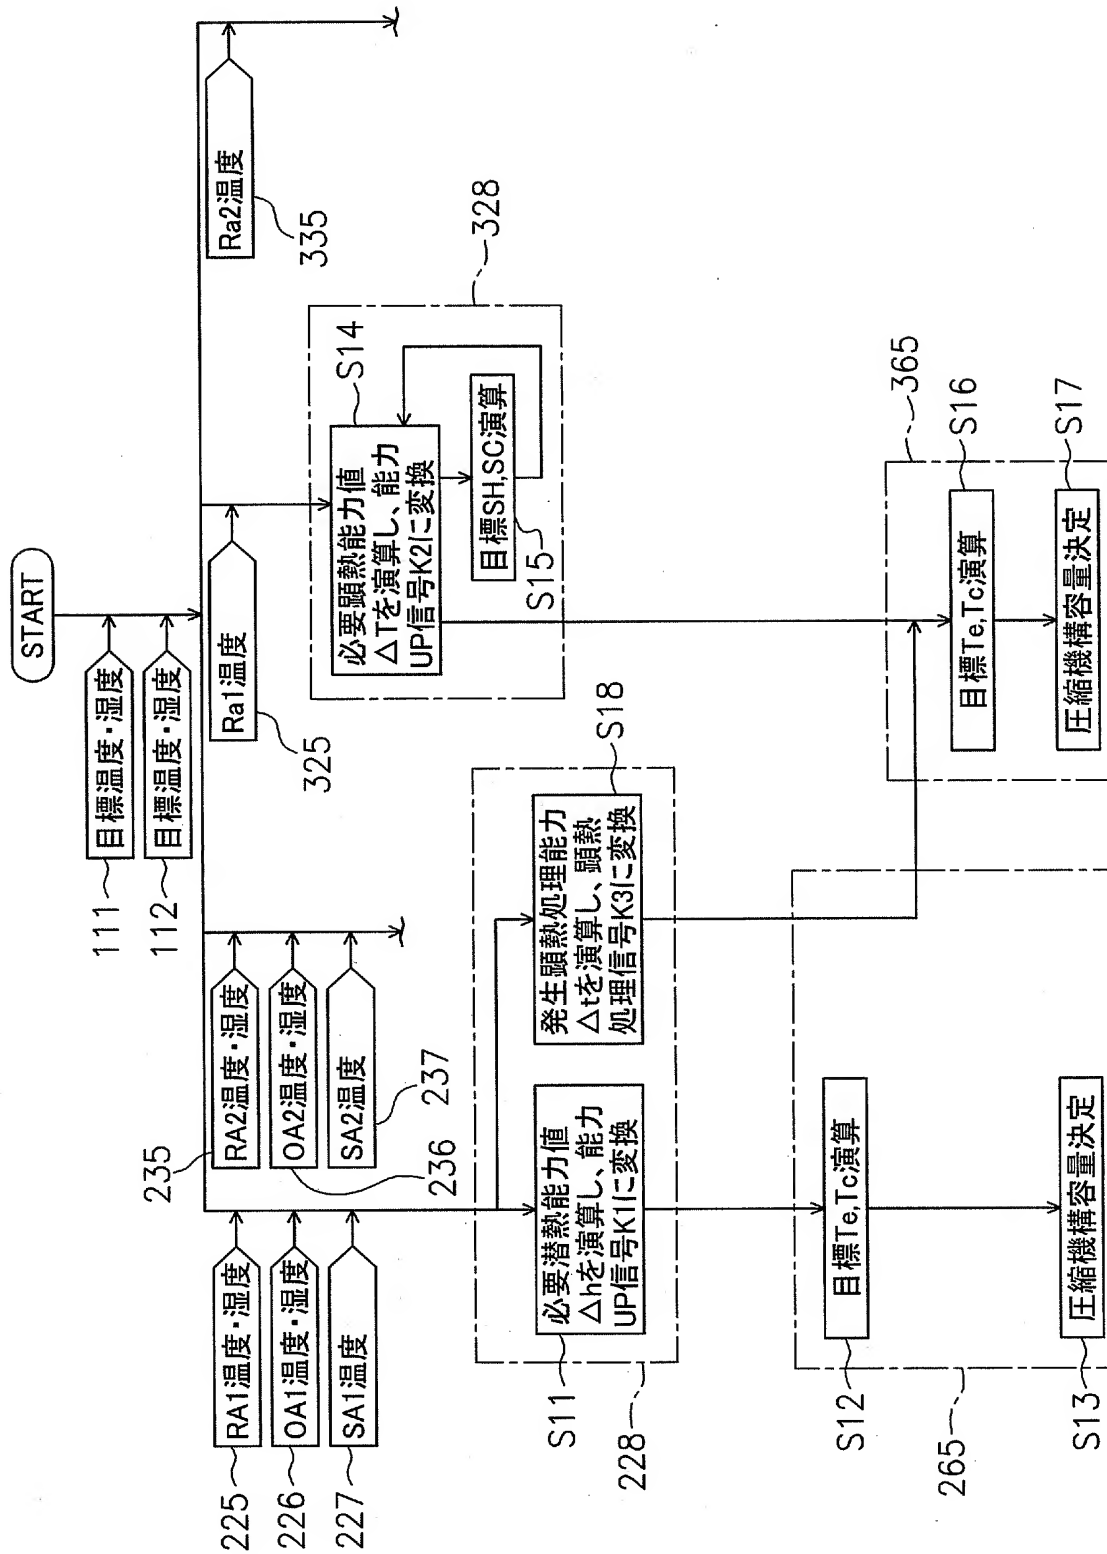 START
111
目標温度・湿度
112
目標温度・湿度
225
RA1温度・湿度
226
OA1温度・湿度
227
SA1温度
235
RA2温度・湿度
OA2温度・湿度
236
SA2温度
237
Ra1温度
325
Ra2温度
335
S11
必要潜熱能力値
△hを演算し、能力
UP信号K1に変換
228
S18
発生顕熱処理能力
△tを演算し、顕熱
処理信号K3に変換
S14
必要顕熱能力値
△Tを演算し、能力
UP信号K2に変換
目標SH,SC演算
S15
328
S12
目標Te,Tc演算
265
S13
圧縮機構容量決定
365
目標Te,Tc演算
S16
圧縮機構容量決定
S17